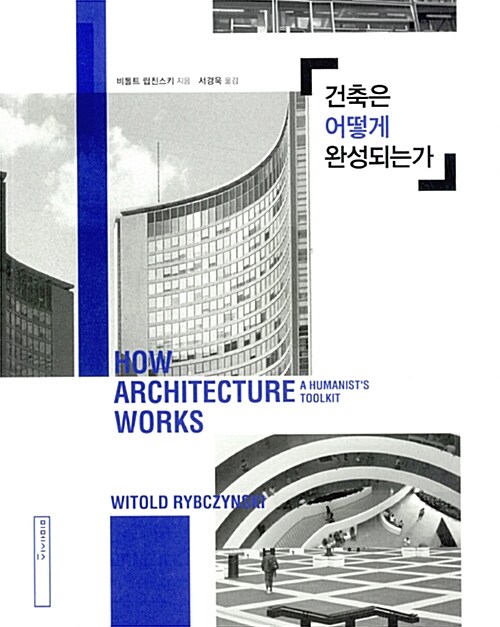 비톨트 립친스키 지음 서경욱 옮김
건축은
어떻게
완성되는가
HOW
ARCHITECTURE
WORKS
A HUMANIST'S
TOOLKIT
WITOLD RYBCZYNSKI